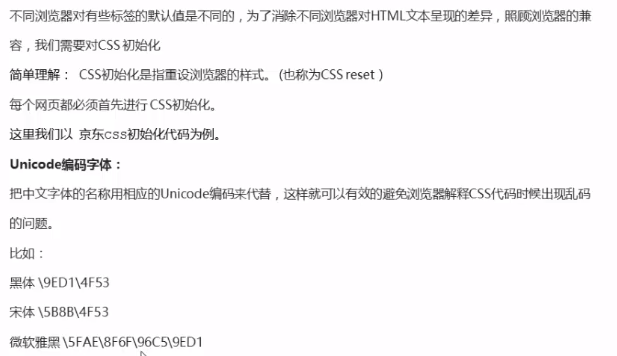 不同浏览器对有些标签的默认值是不同的，为了消除不同浏览器对HTML文本呈现的差异，照顾浏览器的兼
容，我们需要对CSS 初始化
简单理解： CSS初始化是指重设浏览器的样式。(也称为CSS reset）
每个网页都必须首先进行 CSS初始化。
这里我们以 京东css初始化代码为例。
Unicode编码字体：
把中文字体的名称用相应的Unicode编码来代替，这样就可以有效的避免浏览器解释CSS代码时候出现乱码
的问题。
比如：
黑体 \9ED1\4F53
宋体 \5B8B\4F53
微软雅黑 \5FAE\8F6F\96C5\9ED1